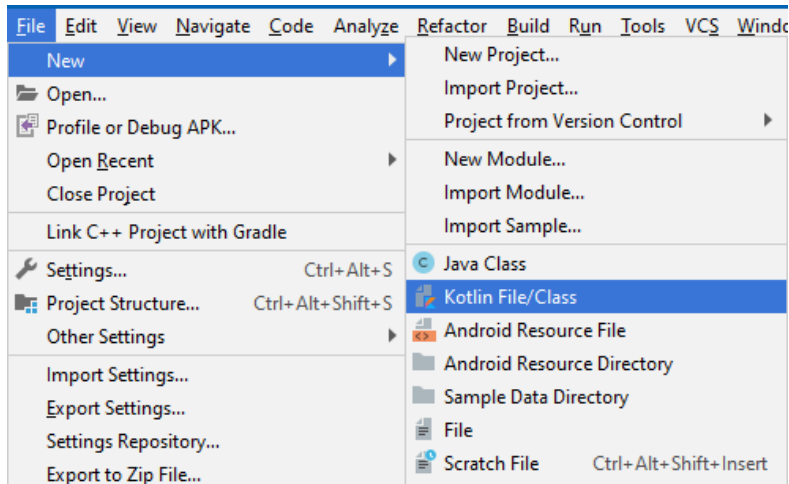 File Edit View Navigate Code Analyze Refactor Build Run Tools VCS Windo
New
Open...
Profile or Debug APK...
Open Recent
Close Project
Link C++ Project with Gradle
Settings... Ctrl+Alt+S
Project Structure... Ctrl+Alt+Shift+S
Other Settings
Import Settings...
Export Settings...
Settings Repository...
Export to Zip File...
New Project...
Import Project...
Project from Version Control
New Module...
Import Module...
Import Sample...
C Java Class
Kotlin File/Class
Android Resource File
Android Resource Directory
Sample Data Directory
File
Scratch File Ctrl+Alt+Shift+Insert